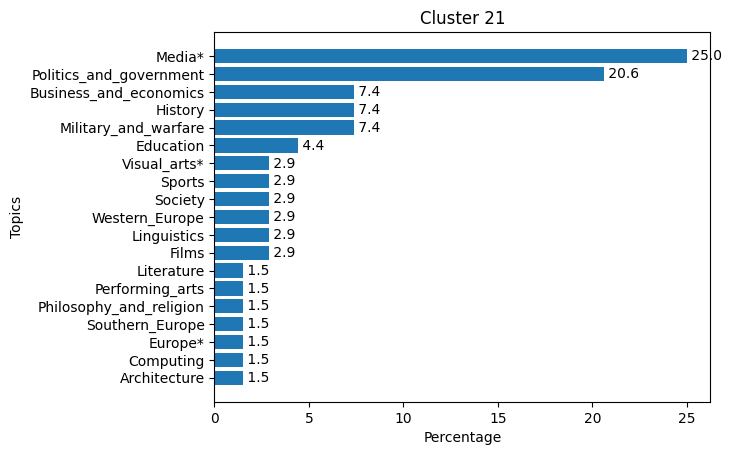 Cluster 21
Topics
Media* 25.0
Politics_and_government 20.6
Business_and_economics 7.4
History 7.4
Military_and_warfare 7.4
Education 4.4
Visual_arts* 2.9
Sports 2.9
Society 2.9
Western_Europe 2.9
Linguistics 2.9
Films 2.9
Literature 1.5
Performing_arts 1.5
Philosophy_and_religion 1.5
Southern_Europe 1.5
Europe* 1.5
Computing 1.5
Architecture 1.5
0 5 10 15 20 25
Percentage